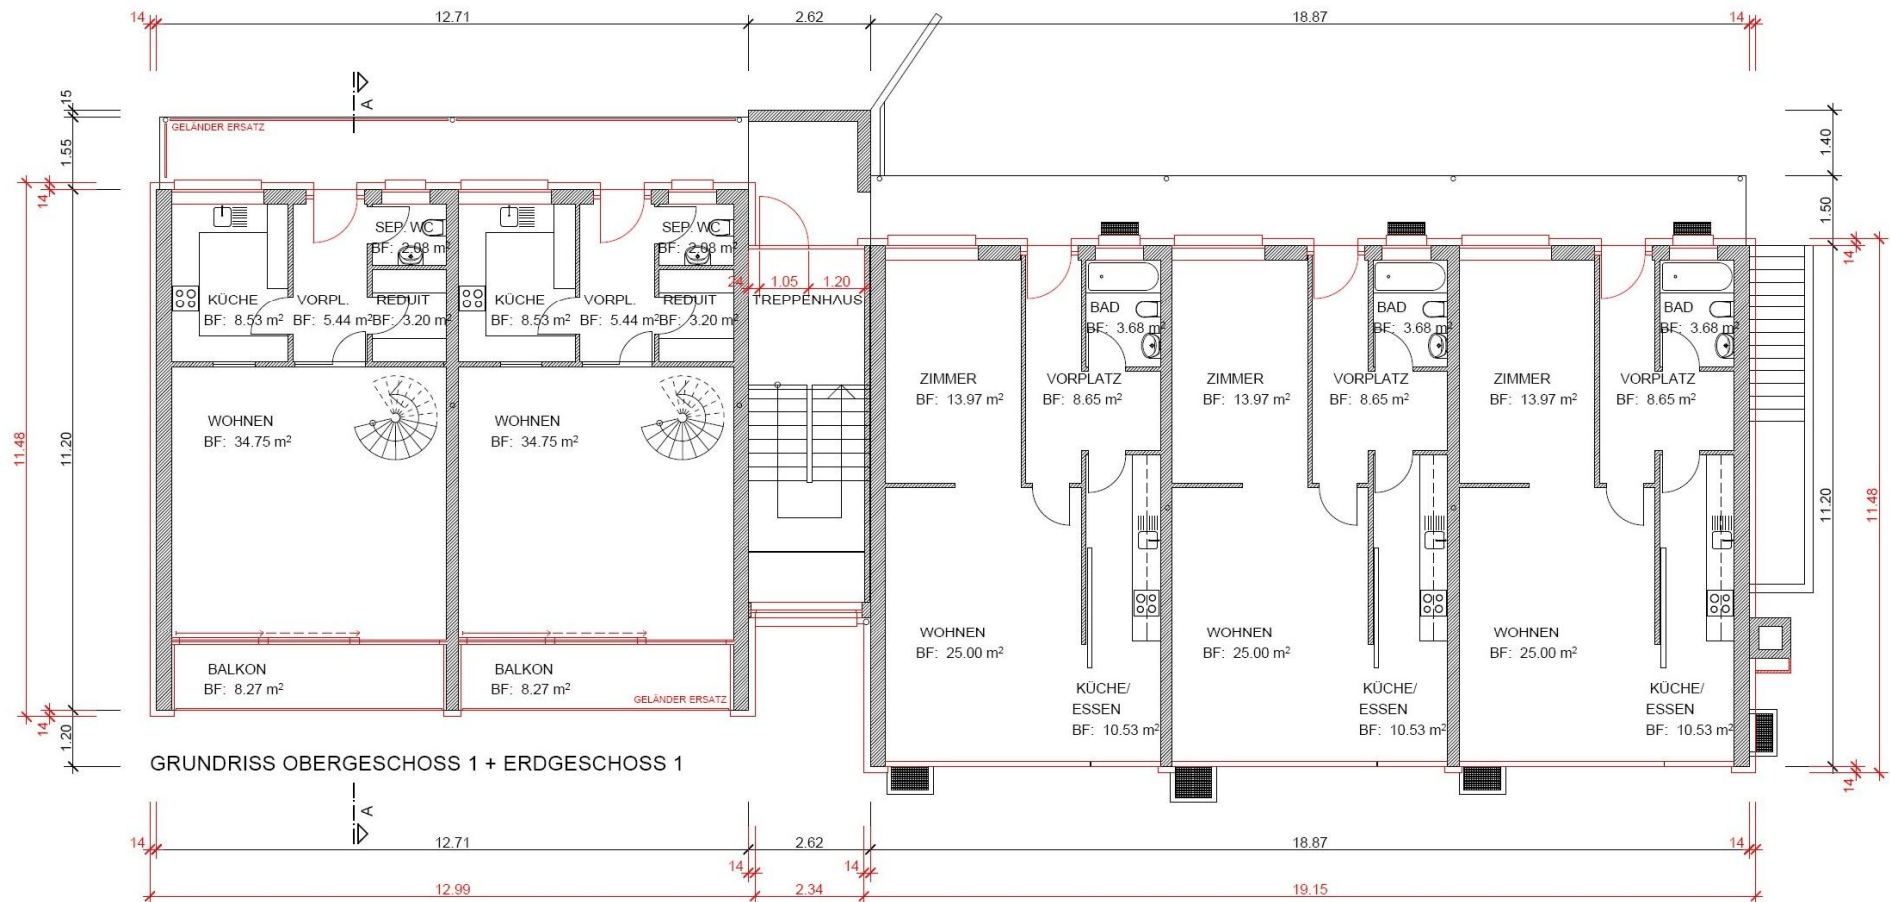 14 12.71 2.62 18.87 14
A
15
1.55
14
11.48
11.20
14
1.20
GELÄNDER ERSATZ
SEP. WC
BF: 2.08 m²
SEP. WC
BF: 2.08 m²
KÜCHE
BF: 8.53 m²
VORPL.
BF: 5.44 m²
REDUIT
BF: 3.20 m²
KÜCHE
BF: 8.53 m²
VORPL.
BF: 5.44 m²
REDUIT
BF: 3.20 m²
24 1.05 1.20
TREPPENHAUS
WOHNEN
BF: 34.75 m²
WOHNEN
BF: 34.75 m²
BALKON
BF: 8.27 m²
BALKON
BF: 8.27 m²
GELÄNDER ERSATZ
BAD
BF: 3.68 m²
BAD
BF: 3.68 m²
BAD
BF: 3.68 m²
ZIMMER
BF: 13.97 m²
VORPLATZ
BF: 8.65 m²
ZIMMER
BF: 13.97 m²
VORPLATZ
BF: 8.65 m²
ZIMMER
BF: 13.97 m²
VORPLATZ
BF: 8.65 m²
WOHNEN
BF: 25.00 m²
WOHNEN
BF: 25.00 m²
WOHNEN
BF: 25.00 m²
KÜCHE/
ESSEN
BF: 10.53 m²
KÜCHE/
ESSEN
BF: 10.53 m²
KÜCHE/
ESSEN
BF: 10.53 m²
1.40
1.50
14
11.20
11.48
14
GRUNDRISS OBERGESCHOSS 1 + ERDGESCHOSS 1
A
14 12.71 2.62 18.87 14
14 14
12.99 2.34 19.15